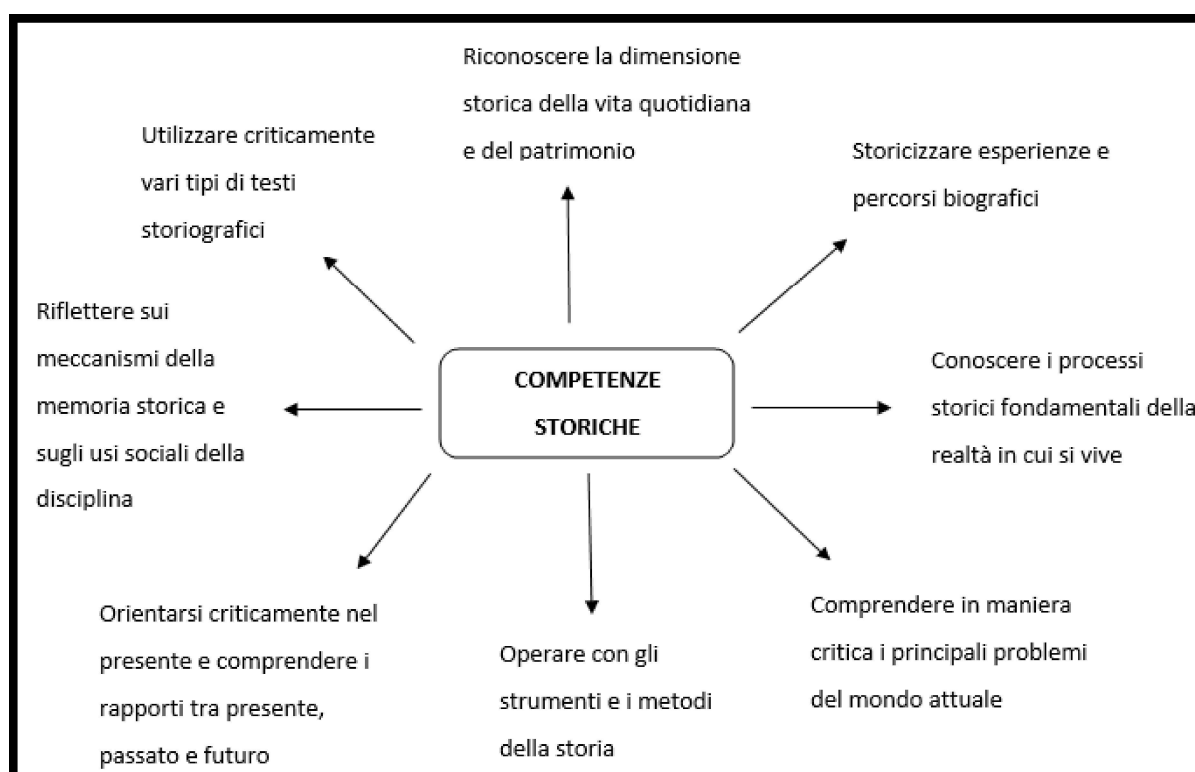 Riconoscere la dimensione
storica della vita quotidiana
e del patrimonio
Utilizzare criticamente
vari tipi di testi
storiografici
Storicizzare esperienze e
percorsi biografici
Riflettere sui
meccanismi della
memoria storica e
sugli usi sociali della
disciplina
COMPETENZE
STORICHE
Conoscere i processi
storici fondamentali della
realtà in cui si vive
Orientarsi criticamente nel
presente e comprendere i
rapporti tra presente,
passato e futuro
Operare con gli
strumenti e i metodi
della storia
Comprendere in maniera
critica i principali problemi
del mondo attuale